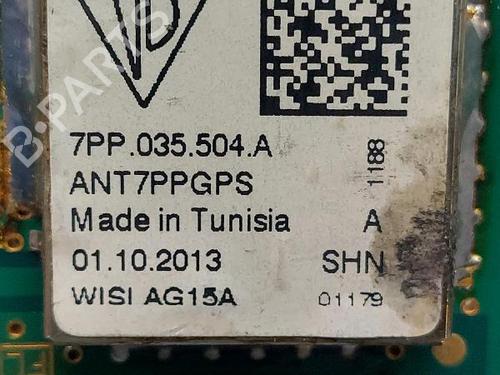 7PP.035.504.A
ANT7PPGPS
1188
Made in Tunisia A
01.10.2013 SHN
WISI AG15A 01179
B-PARTS